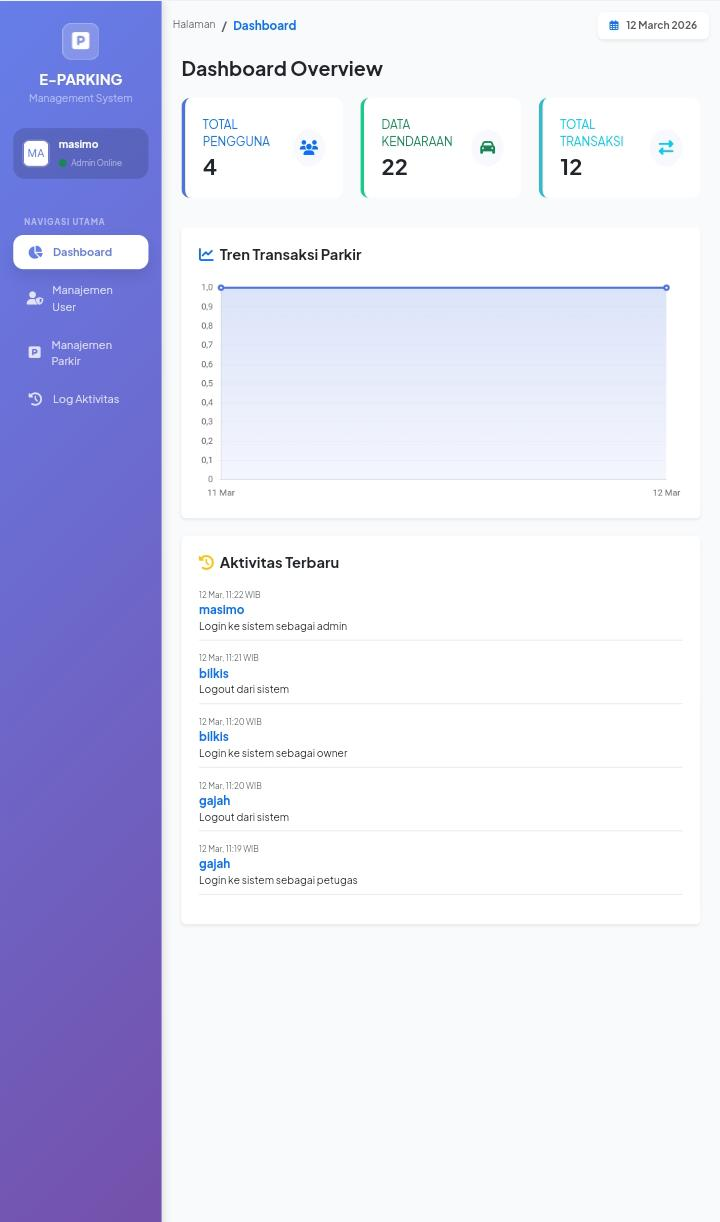 E-PARKING
Management System
MA
masimo
Admin Online
NAVIGASI UTAMA
Dashboard
Manajemen
User
P
Manajemen
Parkir
Log Aktivitas
Halaman / Dashboard
12 March 2026
Dashboard Overview
TOTAL
PENGGUNA
4
DATA
KENDARAAN
22
TOTAL
TRANSAKSI
12
Tren Transaksi Parkir
1,0
0,9
0,8
0,7
0,6
0,5
0,4
0,3
0,2
0,1
0
11 Mar
12 Mar
Aktivitas Terbaru
12 Mar, 11:22 WIB
masimo
Login ke sistem sebagai admin
12 Mar, 11:21 WIB
bilkis
Logout dari sistem
12 Mar, 11:20 WIB
bilkis
Login ke sistem sebagai owner
12 Mar, 11:20 WIB
gajah
Logout dari sistem
12 Mar, 11:19 WIB
gajah
Login ke sistem sebagai petugas